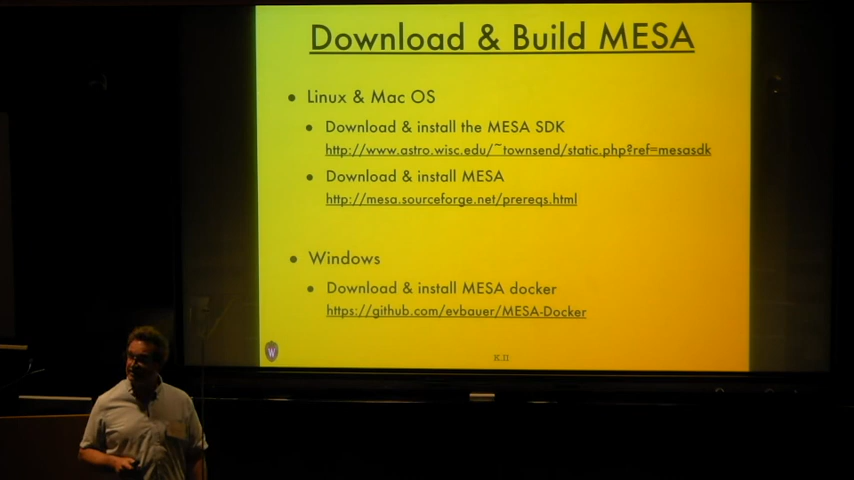 Download & Build MESA
• Linux & Mac OS
• Download & install the MESA SDK
http://www.astro.wisc.edu/~townsend/static.php?ref=mesasdk
• Download & install MESA
http://mesa.sourceforge.net/prereqs.html
• Windows
• Download & install MESA docker
https://github.com/evbauer/MESA-Docker
W